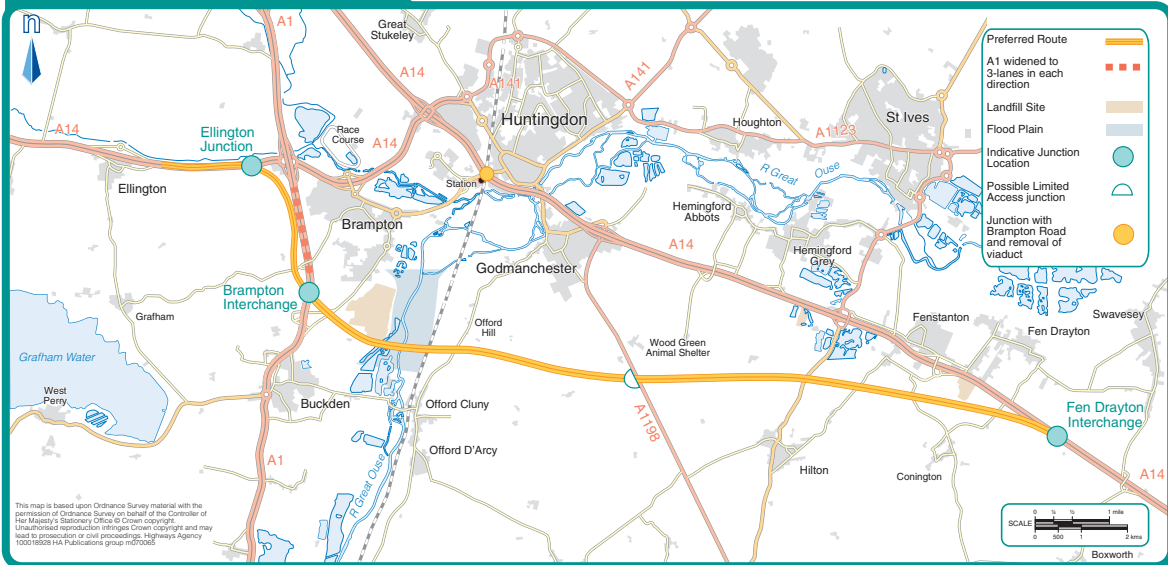 n
A1
Great
Stukeley
A14
A141
A141
Huntingdon
A14
Ellington
Junction
Race
Course
A14
Houghton
A1123
St Ives
Ellington
Station
R Great Ouse
Brampton
Hemingford
Abbots
A14
Hemingford
Grey
Godmanchester
Brampton
Interchange
Grafham
Offord
Hill
Fenstanton
Swavesey
Fen Drayton
Grafham Water
Wood Green
Animal Shelter
West
Perry
Buckden
Offord Cluny
A1198
Fen Drayton
Interchange
Offord D'Arcy
A1
R Great Ouse
Hilton
Conington
A14
Boxworth
Preferred Route
A1 widened to
3-lanes in each
direction
Landfill Site
Flood Plain
Indicative Junction
Location
Possible Limited
Access junction
Junction with
Brampton Road
and removal of
viaduct
This map is based upon Ordnance Survey material with the
permission of Ordnance Survey on behalf of the Controller of
Her Majesty's Stationery Office © Crown copyright.
Unauthorised reproduction infringes Crown copyright and may
lead to prosecution or civil proceedings. Highways Agency
100018928 HA Publications group m070065
SCALE
0 ¼ ½ 1 mile
0 500 1 2 kms